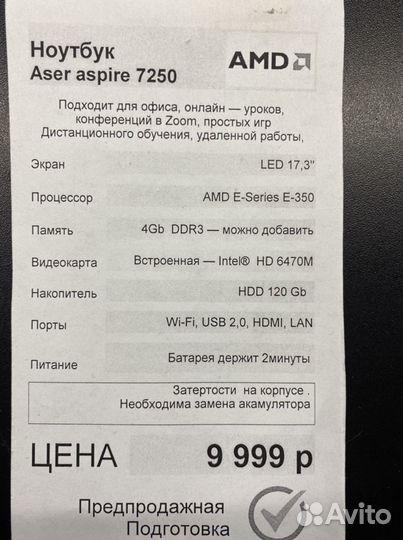 Ноутбук
Aser aspire 7250
AMD
Подходит для офиса, онлайн — уроков,
конференций в Zoom, простых игр
Дистанционного обучения, удаленной работы,
Экран LED 17,3"
Процессор AMD E-Series E-350
Память 4Gb DDR3 — можно добавить
Видеокарта Встроенная — Intel® HD 6470M
Накопитель HDD 120 Gb
Порты Wi-Fi, USB 2,0, HDMI, LAN
Питание Батарея держит 2минуты
Затертости на корпусе .
Необходима замена акамулятора
ЦЕНА 9 999 р
Предпродажная
Подготовка
Avito